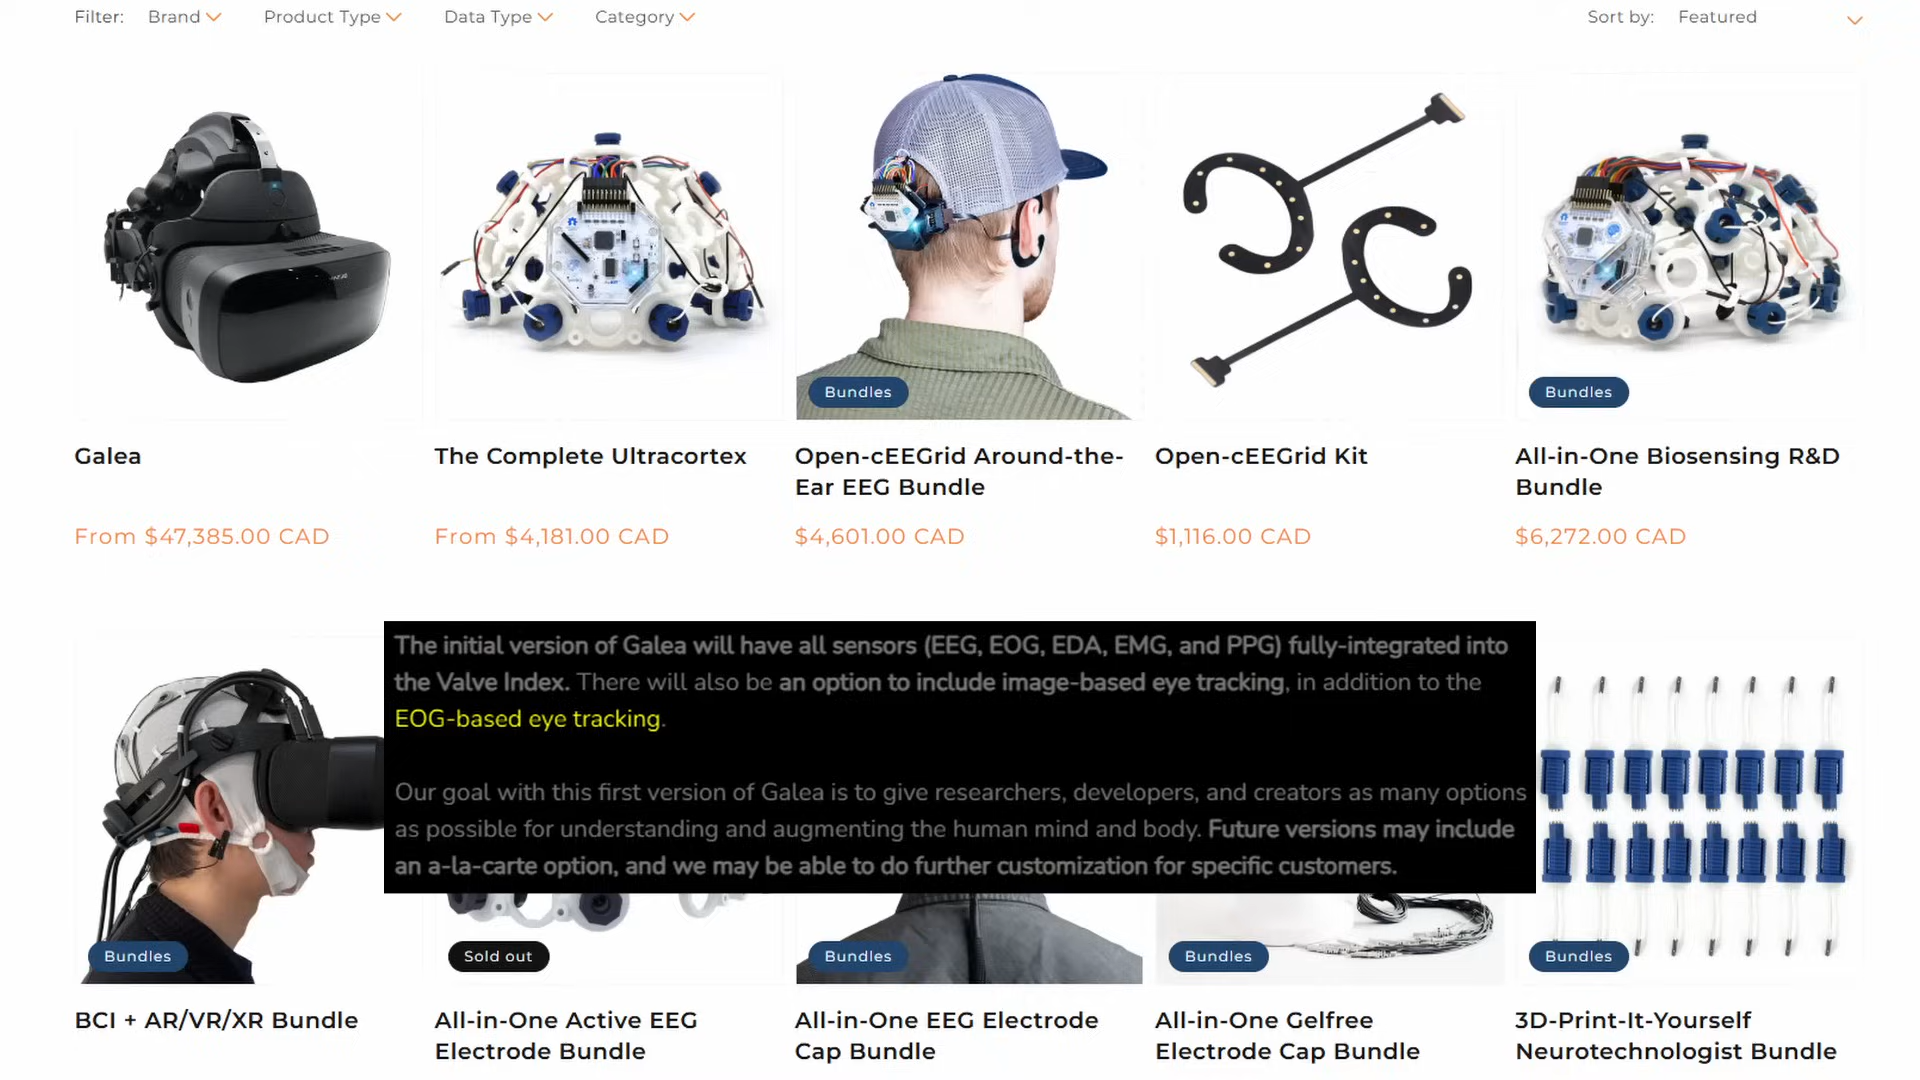 Filter: Brand Product Type Data Type Category Sort by: Featured
Galea
From $47,385.00 CAD
The Complete Ultracortex
From $4,181.00 CAD
Bundles
Open-cEEGrid Around-the-
Ear EEG Bundle
$4,601.00 CAD
Open-cEEGrid Kit
$1,116.00 CAD
Bundles
All-in-One Biosensing R&D
Bundle
$6,272.00 CAD
The initial version of Galea will have all sensors (EEG, EOG, EDA, EMG, and PPG) fully-integrated into
the Valve Index. There will also be an option to include image-based eye tracking, in addition to the
EOG-based eye tracking.
Our goal with this first version of Galea is to give researchers, developers, and creators as many options
as possible for understanding and augmenting the human mind and body. Future versions may include
an a-la-carte option, and we may be able to do further customization for specific customers.
Bundles
BCI + AR/VR/XR Bundle
Sold out
All-in-One Active EEG
Electrode Bundle
Bundles
All-in-One EEG Electrode
Cap Bundle
Bundles
All-in-One Gelfree
Electrode Cap Bundle
Bundles
3D-Print-It-Yourself
Neurotechnologist Bundle